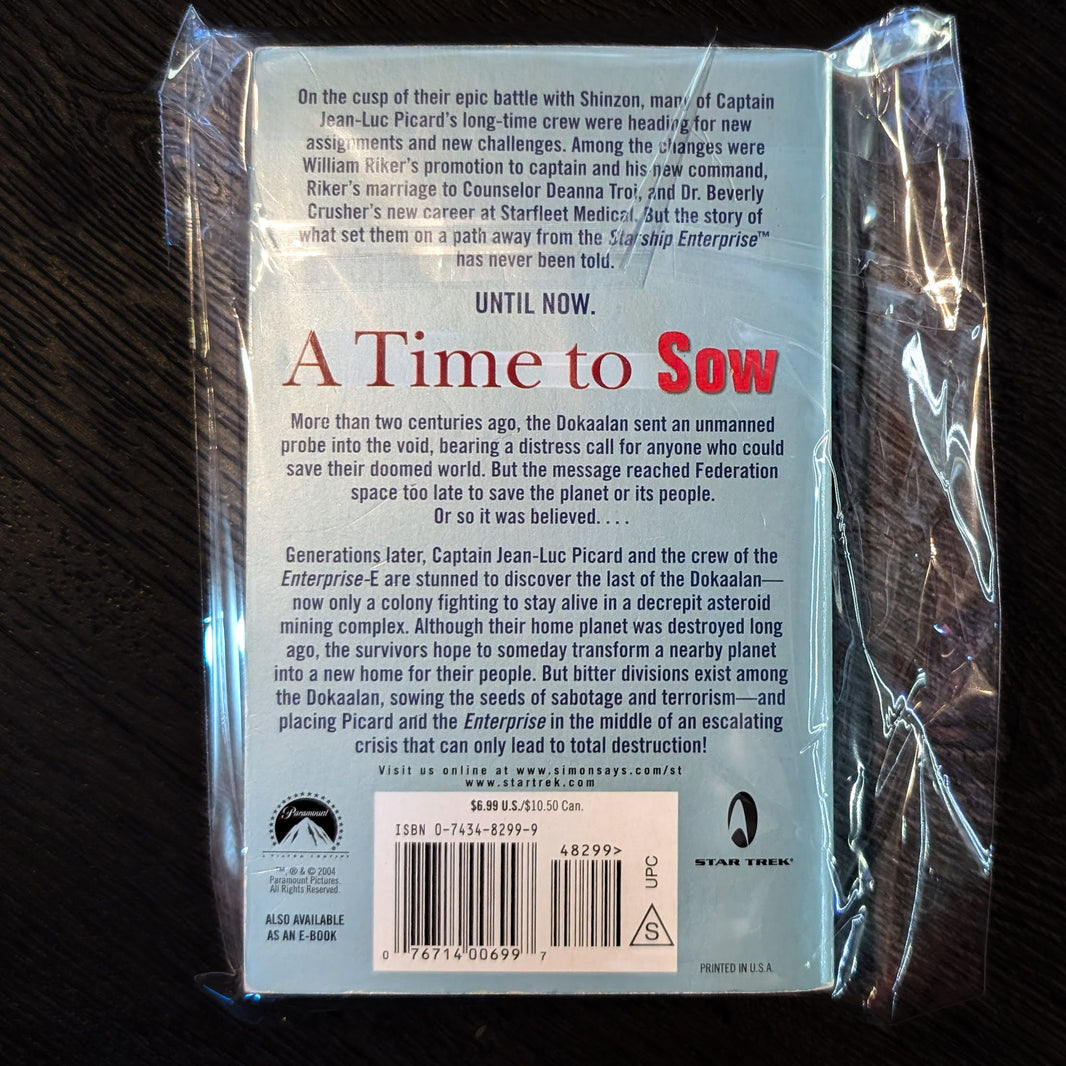 On the cusp of their epic battle with Shinzon, many of Captain
Jean-Luc Picard's long-time crew were heading for new
assignments and new challenges. Among the changes were
William Riker's promotion to captain and his new command,
Riker's marriage to Counselor Deanna Troi, and Dr. Beverly
Crusher's new career at Starfleet Medical. But the story of
what set them on a path away from the Starship Enterprise™
has never been told.
UNTIL NOW.
A Time to Sow
More than two centuries ago, the Dokaalan sent an unmanned
probe into the void, bearing a distress call for anyone who could
save their doomed world. But the message reached Federation
space too late to save the planet or its people.
Or so it was believed. . . .
Generations later, Captain Jean-Luc Picard and the crew of the
Enterprise-E are stunned to discover the last of the Dokaalan—
now only a colony fighting to stay alive in a decrepit asteroid
mining complex. Although their home planet was destroyed long
ago, the survivors hope to someday transform a nearby planet
into a new home for their people. But bitter divisions exist among
the Dokaalan, sowing the seeds of sabotage and terrorism—and
placing Picard and the Enterprise in the middle of an escalating
crisis that can only lead to total destruction!
Visit us online at www.simonsays.com/st
www.startrek.com
$6.99 U.S./$10.50 Can.
ISBN 0-7434-8299-9
48299>
0 76714 00699 7
UPC
S
Paramount
™, ® & © 2004
Paramount Pictures.
All Rights Reserved.
ALSO AVAILABLE
AS AN E-BOOK
STAR TREK®
PRINTED IN U.S.A.